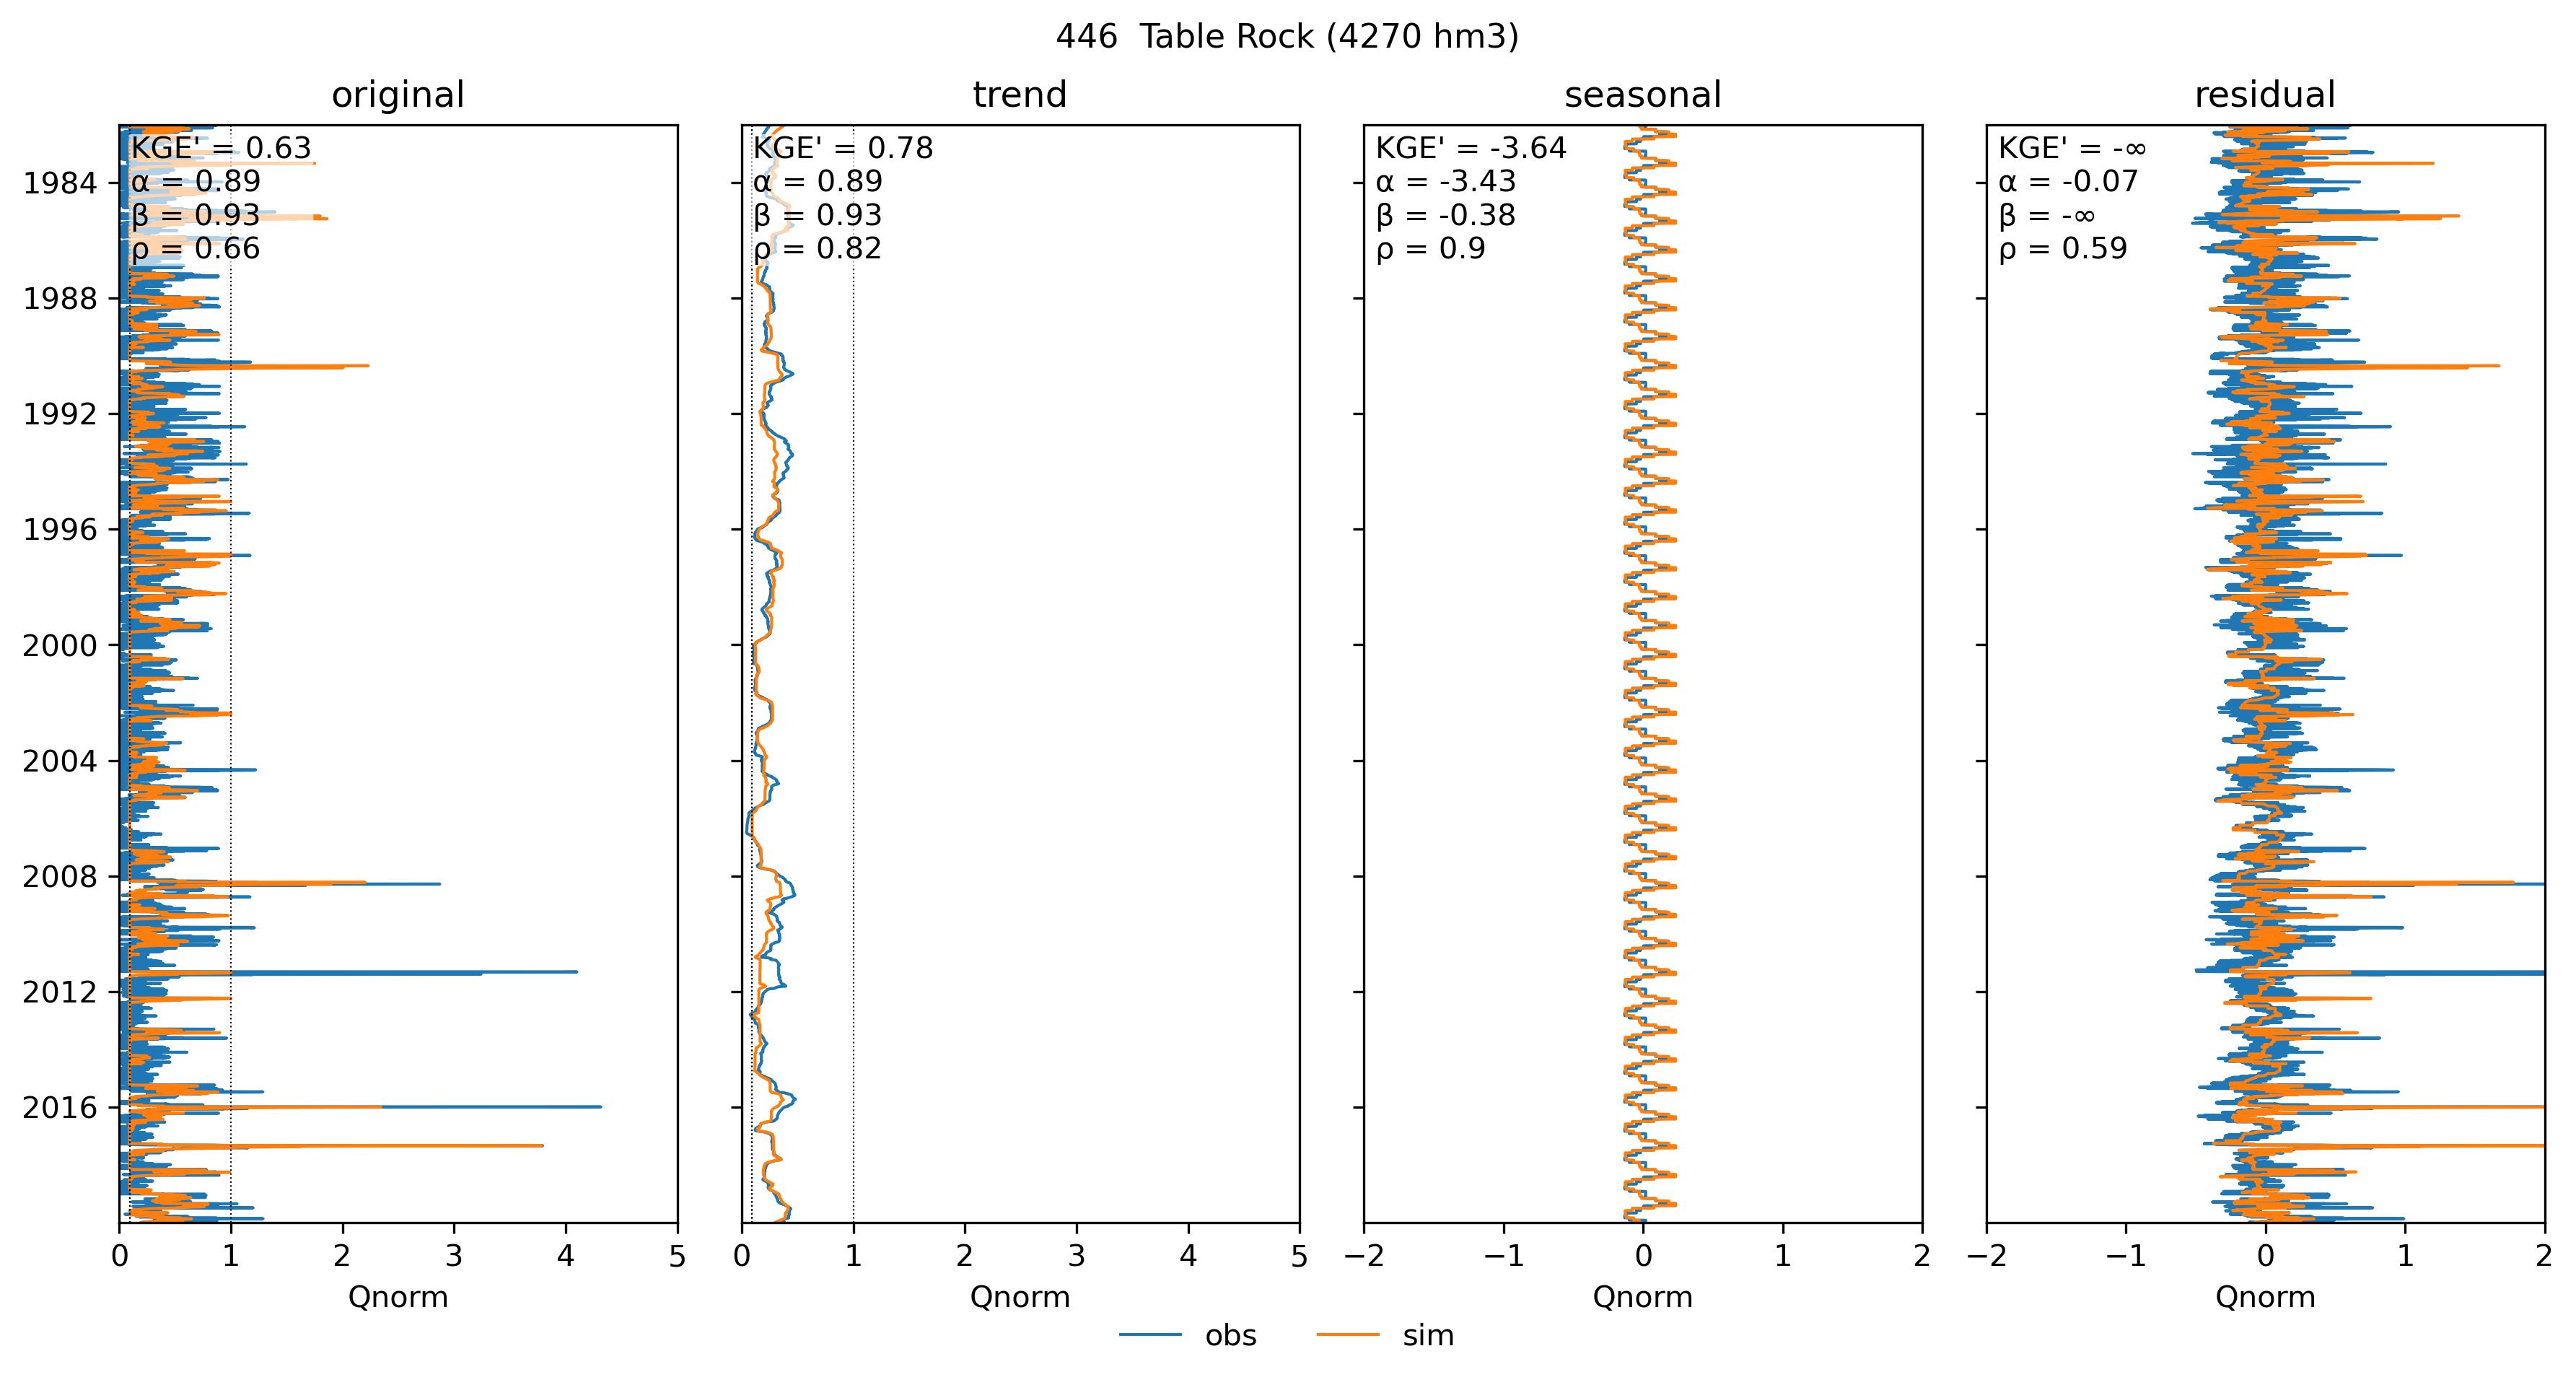 446  Table Rock (4270 hm3)
original
trend
seasonal
residual
KGE' = 0.63
α = 0.89
β = 0.93
ρ = 0.66
KGE' = 0.78
α = 0.89
β = 0.93
ρ = 0.82
KGE' = -3.64
α = -3.43
β = -0.38
ρ = 0.9
KGE' = -∞
α = -0.07
β = -∞
ρ = 0.59
1984
1988
1992
1996
2000
2004
2008
2012
2016
0 1 2 3 4 5
0 1 2 3 4 5
−2 −1 0 1 2
−2 −1 0 1 2
Qnorm
Qnorm
Qnorm
Qnorm
obs
sim